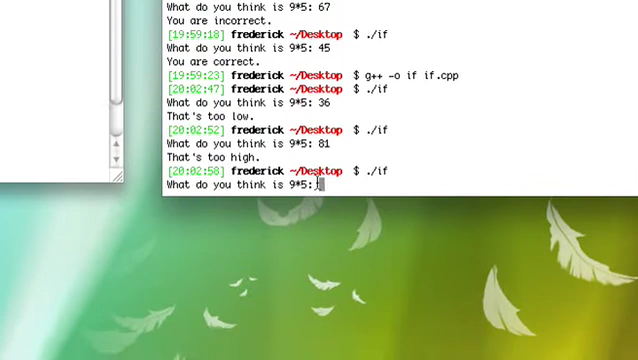 What do you think is 9*5: 67
You are incorrect.
[19:59:18] frederick ~/Desktop $ ./if
What do you think is 9*5: 45
You are correct.
[19:59:23] frederick ~/Desktop $ g++ -o if if.cpp
[20:02:47] frederick ~/Desktop $ ./if
What do you think is 9*5: 36
That's too low.
[20:02:52] frederick ~/Desktop $ ./if
What do you think is 9*5: 81
That's too high.
[20:02:58] frederick ~/Desktop $ ./if
What do you think is 9*5: